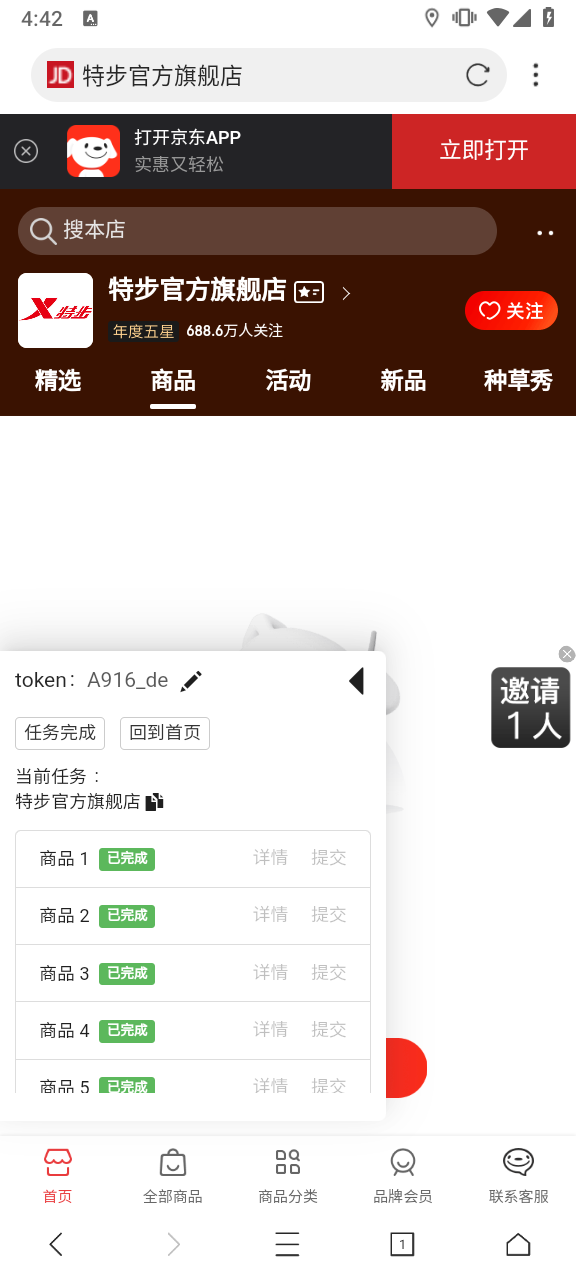 4:42
A
JD 特步官方旗舰店
打开京东APP
实惠又轻松
立即打开
搜本店
特步
特步官方旗舰店
年度五星 688.6万人关注
关注
精选 商品 活动 新品 种草秀
token: A916_de
任务完成 回到首页
当前任务：
特步官方旗舰店
商品 1 已完成 详情 提交
商品 2 已完成 详情 提交
商品 3 已完成 详情 提交
商品 4 已完成 详情 提交
商品 5 已完成 详情 提交
邀请
1人
首页 全部商品 商品分类 品牌会员 联系客服
1